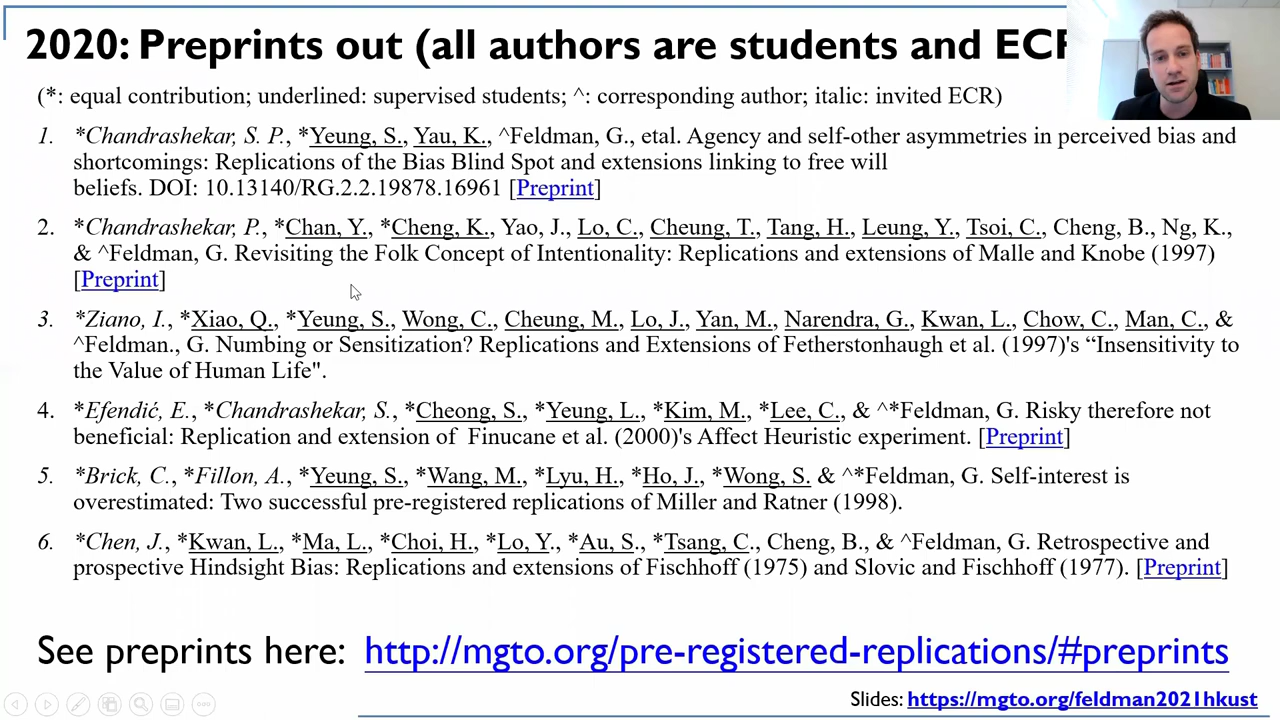 2020: Preprints out (all authors are students and ECR
(*: equal contribution; underlined: supervised students; ^: corresponding author; italic: invited ECR)
1. *Chandrashekar, S. P., *Yeung, S., Yau, K., ^Feldman, G., etal. Agency and self-other asymmetries in perceived bias and
shortcomings: Replications of the Bias Blind Spot and extensions linking to free will
beliefs. DOI: 10.13140/RG.2.2.19878.16961 [Preprint]
2. *Chandrashekar, P., *Chan, Y., *Cheng, K., Yao, J., Lo, C., Cheung, T., Tang, H., Leung, Y., Tsoi, C., Cheng, B., Ng, K.,
& ^Feldman, G. Revisiting the Folk Concept of Intentionality: Replications and extensions of Malle and Knobe (1997)
[Preprint]
3. *Ziano, I., *Xiao, Q., *Yeung, S., Wong, C., Cheung, M., Lo, J., Yan, M., Narendra, G., Kwan, L., Chow, C., Man, C., &
^Feldman., G. Numbing or Sensitization? Replications and Extensions of Fetherstonhaugh et al. (1997)'s “Insensitivity to
the Value of Human Life".
4. *Efendić, E., *Chandrashekar, S., *Cheong, S., *Yeung, L., *Kim, M., *Lee, C., & ^*Feldman, G. Risky therefore not
beneficial: Replication and extension of Finucane et al. (2000)'s Affect Heuristic experiment. [Preprint]
5. *Brick, C., *Fillon, A., *Yeung, S., *Wang, M., *Lyu, H., *Ho, J., *Wong, S. & ^*Feldman, G. Self-interest is
overestimated: Two successful pre-registered replications of Miller and Ratner (1998).
6. *Chen, J., *Kwan, L., *Ma, L., *Choi, H., *Lo, Y., *Au, S., *Tsang, C., Cheng, B., & ^Feldman, G. Retrospective and
prospective Hindsight Bias: Replications and extensions of Fischhoff (1975) and Slovic and Fischhoff (1977). [Preprint]
See preprints here: http://mgto.org/pre-registered-replications/#preprints
Slides: https://mgto.org/feldman2021hkust